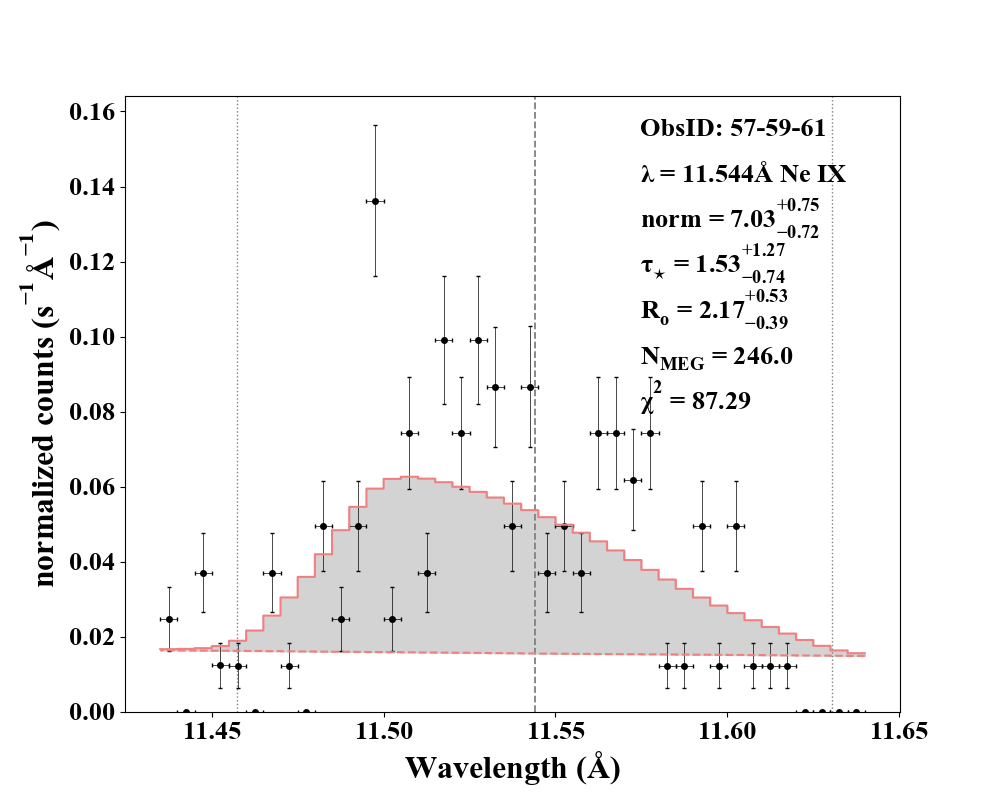 ObsID: 57-59-61
λ = 11.544Å Ne IX
norm = 7.03 +0.75 −0.72
τ⋆ = 1.53 +1.27 −0.74
Ro = 2.17 +0.53 −0.39
NMEG = 246.0
χ² = 87.29
normalized counts (s⁻¹ Å⁻¹)
0.16
0.14
0.12
0.10
0.08
0.06
0.04
0.02
0.00
11.45 11.50 11.55 11.60 11.65
Wavelength (Å)